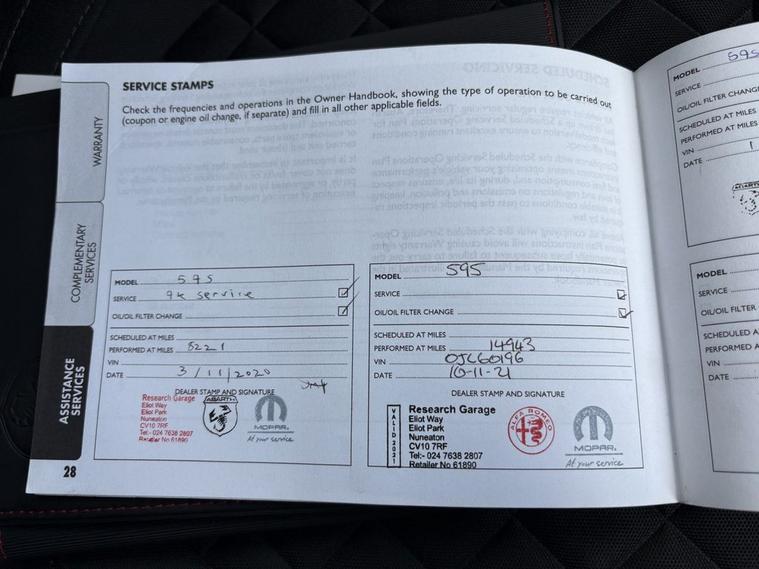 SERVICE STAMPS
Check the frequencies and operations in the Owner Handbook, showing the type of operation to be carried out
(coupon or engine oil change, if separate) and fill in all other applicable fields.
WARRANTY
COMPLEMENTARY
SERVICES
ASSISTANCE
SERVICES
28
MODEL 595
SERVICE 9k service
OIL/OIL FILTER CHANGE
SCHEDULED AT MILES
PERFORMED AT MILES 8221
VIN
DATE 3/11/2020
DEALER STAMP AND SIGNATURE
Research Garage
Eliot Way
Eliot Park
Nuneaton
CV10 7RF
Tel:- 024 7638 2807
Retailer No 61890
ABARTH
MOPAR
At your service
MODEL 595
SERVICE
OIL/OIL FILTER CHANGE
SCHEDULED AT MILES
PERFORMED AT MILES 14943
VIN OJC60196
DATE 10-11-21
DEALER STAMP AND SIGNATURE
VALID 2021
Research Garage
Eliot Way
Eliot Park
Nuneaton
CV10 7RF
Tel:- 024 7638 2807
Retailer No 61890
ALFA ROMEO
MOPAR
At your service
MODEL 595
SERVICE
OIL/OIL FILTER CHANGE
SCHEDULED AT MILES
PERFORMED AT MILES
VIN
DATE
ABARTH
MODEL
SERVICE
OIL/OIL FILTER
SCHEDULED A
PERFORMED A
VIN
DATE